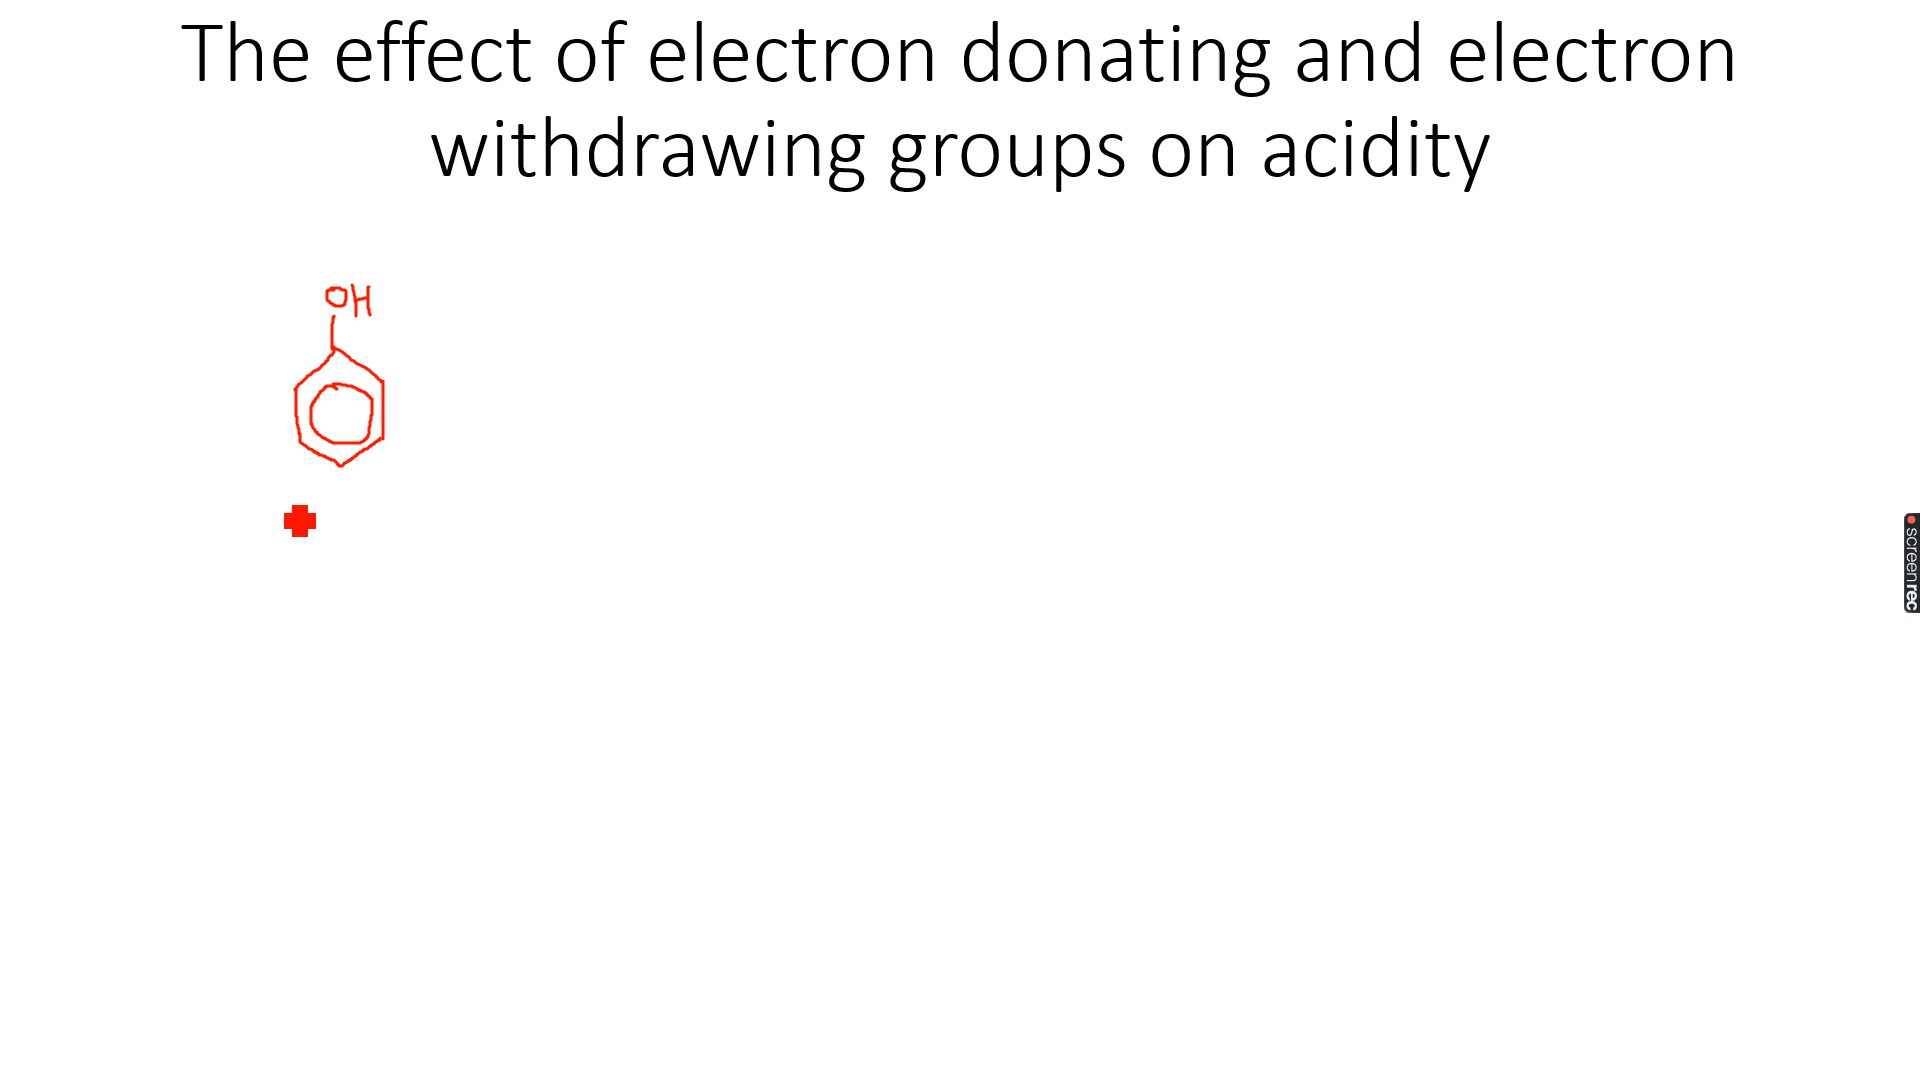 The effect of electron donating and electron
withdrawing groups on acidity
OH
screenrec